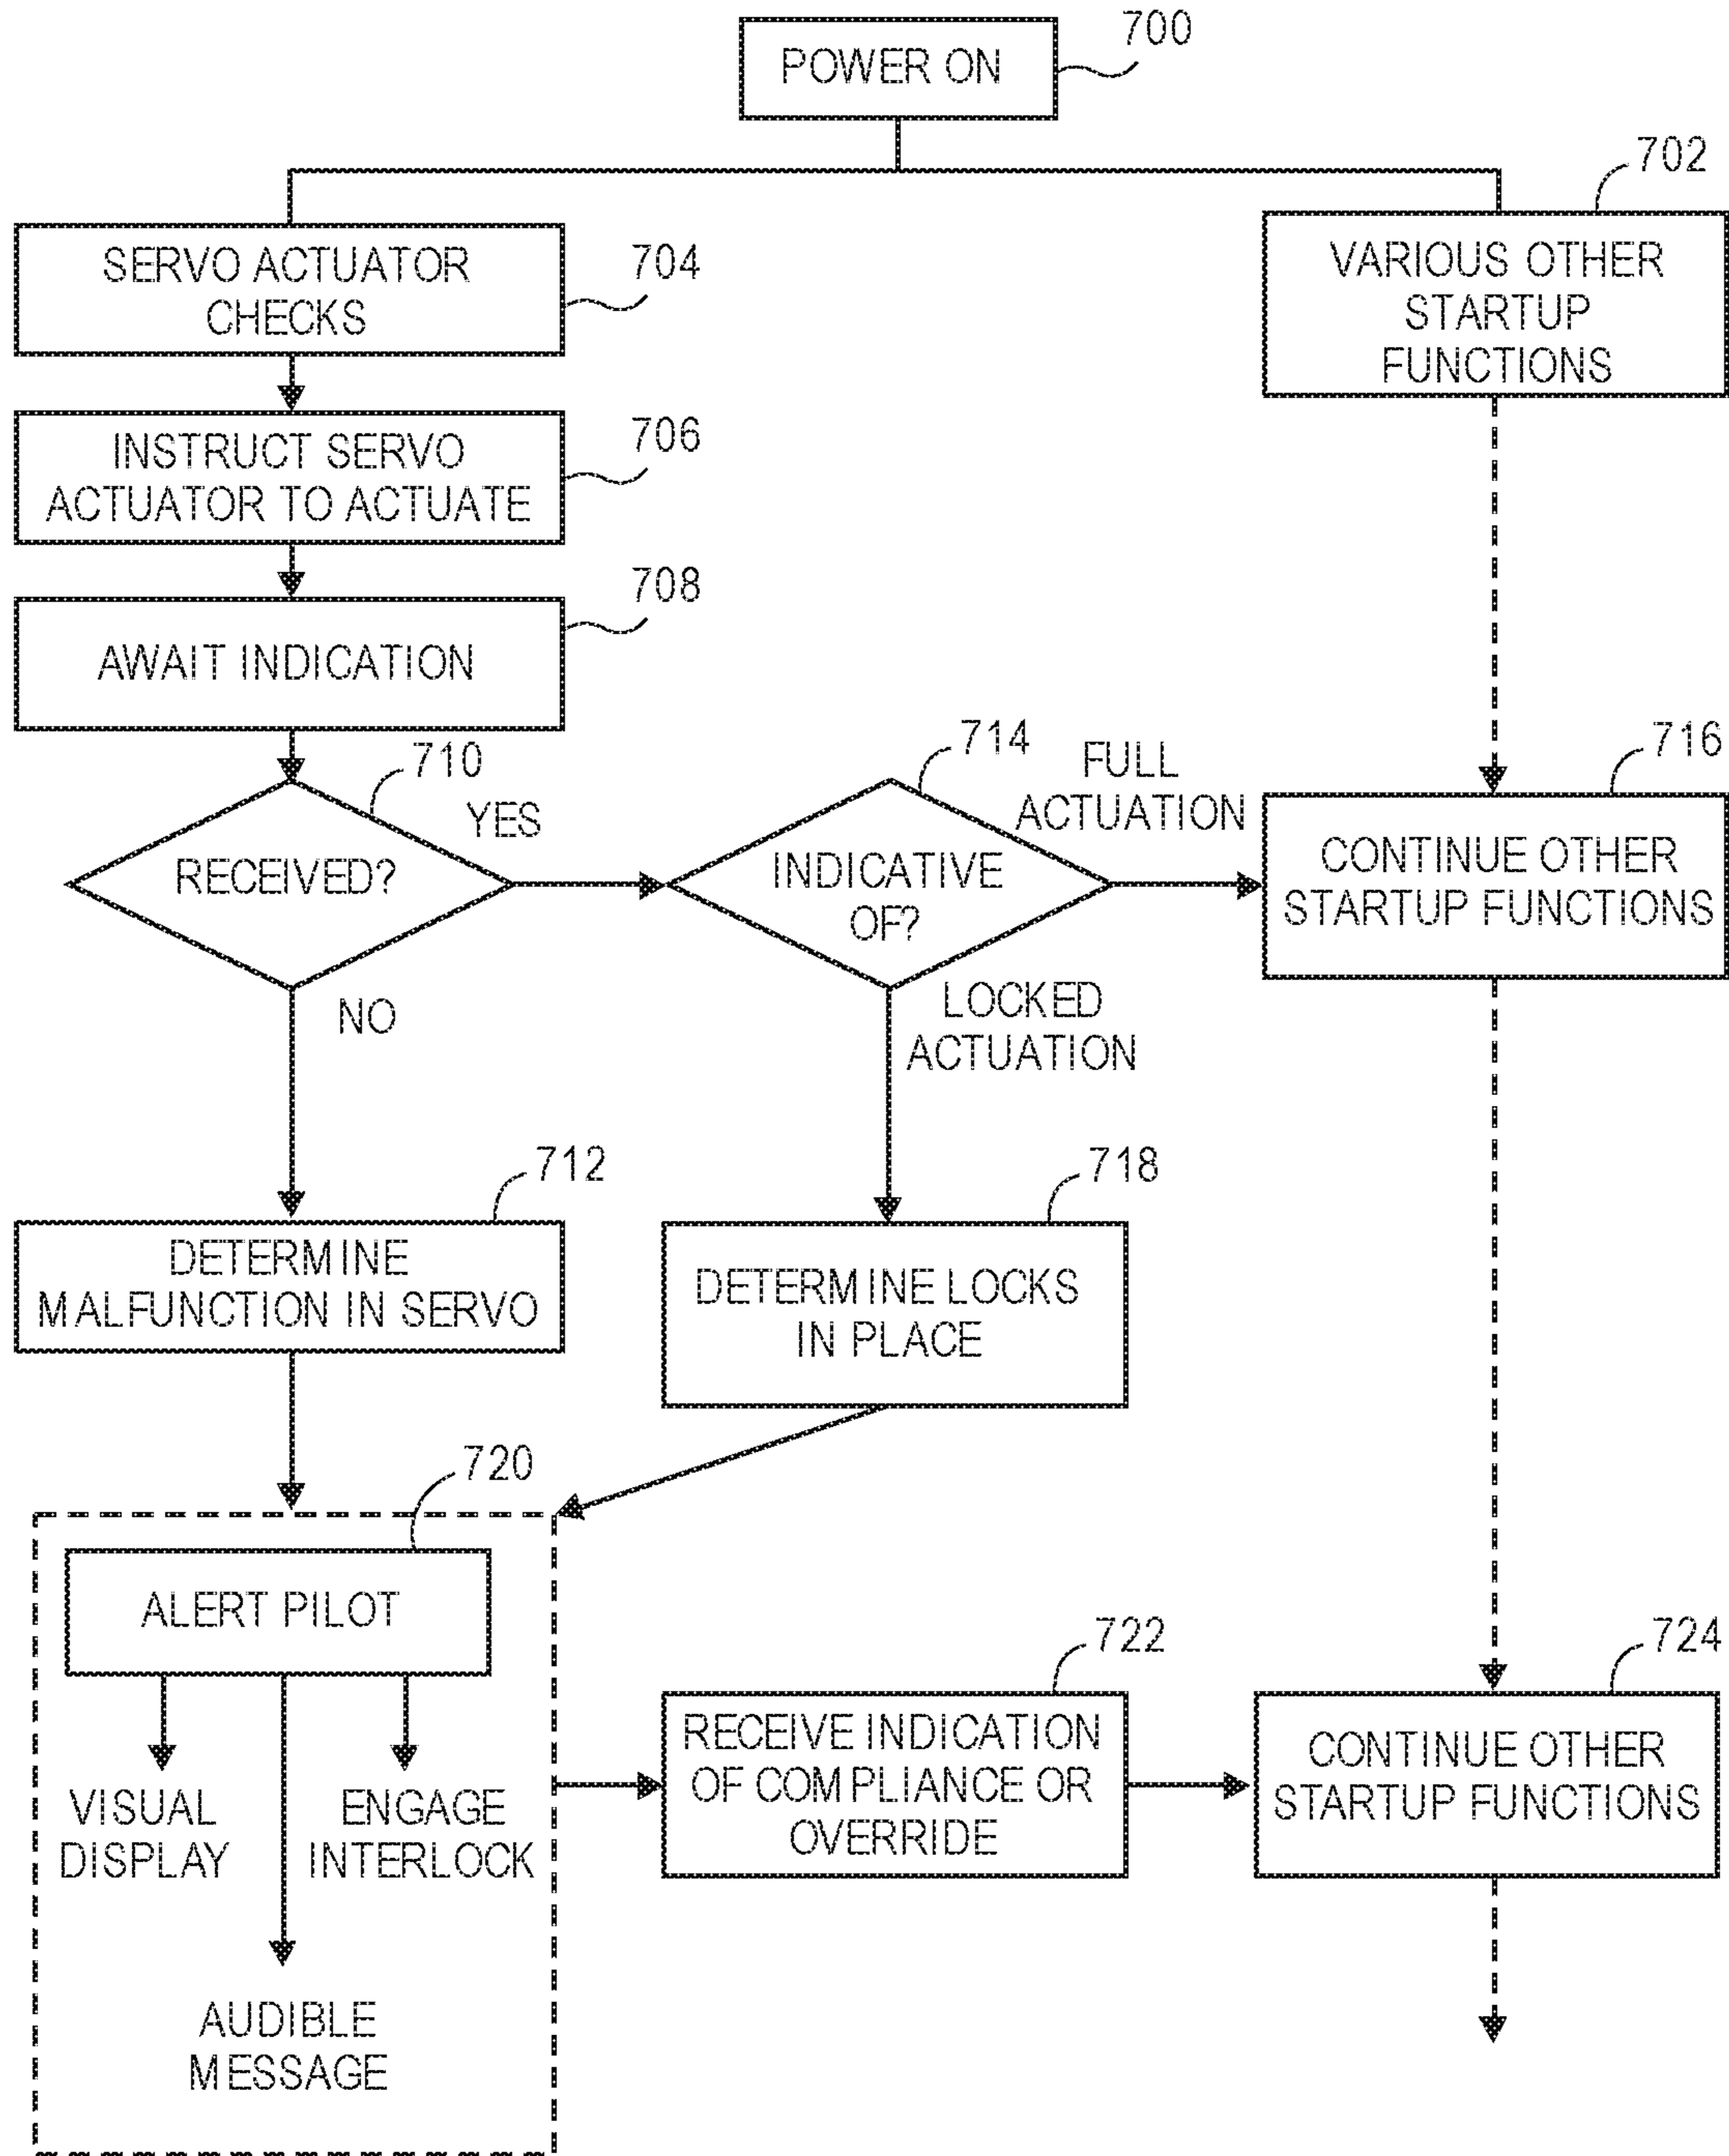 POWER ON
700
702
SERVO ACTUATOR
CHECKS
704
VARIOUS OTHER
STARTUP
FUNCTIONS
INSTRUCT SERVO
ACTUATOR TO ACTUATE
706
AWAIT INDICATION
708
710
YES
RECEIVED?
NO
714
FULL
ACTUATION
INDICATIVE
OF?
LOCKED
ACTUATION
716
CONTINUE OTHER
STARTUP FUNCTIONS
712
DETERMINE
MALFUNCTION IN SERVO
718
DETERMINE LOCKS
IN PLACE
720
ALERT PILOT
VISUAL
DISPLAY
ENGAGE
INTERLOCK
AUDIBLE
MESSAGE
722
RECEIVE INDICATION
OF COMPLIANCE OR
OVERRIDE
724
CONTINUE OTHER
STARTUP FUNCTIONS